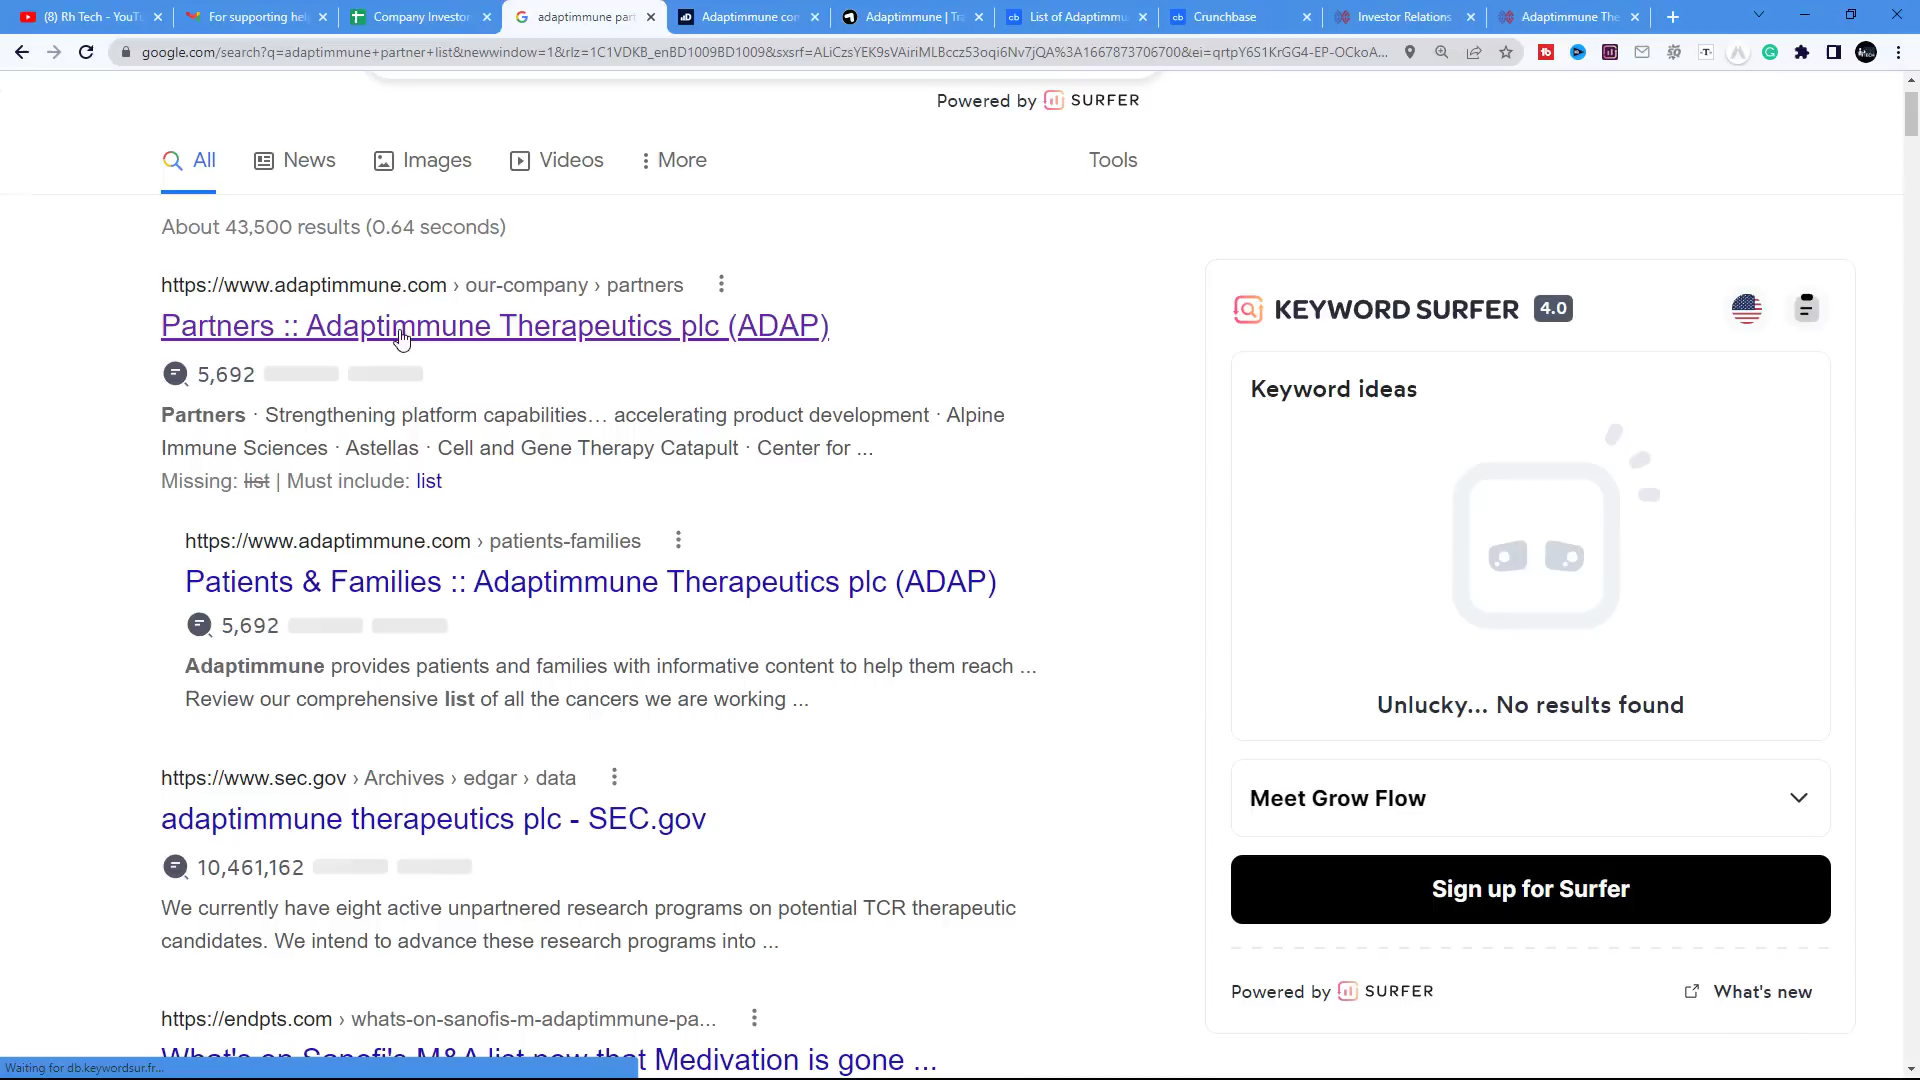 (8) Rh Tech - YouTu
For supporting hel
Company Investor
adaptimmune part
Adaptimmune con
Adaptimmune | Tra
List of Adaptimmu
Crunchbase
Investor Relations
Adaptimmune The
google.com/search?q=adaptimmune+partner+list&newwindow=1&rlz=1C1VDKB_enBD1009BD1009&sxsrf=ALiCzsYEK9sVAiriMLBccz53oqi6Nv7jQA%3A1667873706700&ei=qrtpY6S1KrGG4-EP-OCkoA...
Powered by SURFER
All
News
Images
Videos
More
Tools
About 43,500 results (0.64 seconds)
https://www.adaptimmune.com › our-company › partners
Partners :: Adaptimmune Therapeutics plc (ADAP)
5,692
Partners · Strengthening platform capabilities… accelerating product development · Alpine
Immune Sciences · Astellas · Cell and Gene Therapy Catapult · Center for ...
Missing: list | Must include: list
https://www.adaptimmune.com › patients-families
Patients & Families :: Adaptimmune Therapeutics plc (ADAP)
5,692
Adaptimmune provides patients and families with informative content to help them reach ...
Review our comprehensive list of all the cancers we are working ...
https://www.sec.gov › Archives › edgar › data
adaptimmune therapeutics plc - SEC.gov
10,461,162
We currently have eight active unpartnered research programs on potential TCR therapeutic
candidates. We intend to advance these research programs into ...
https://endpts.com › whats-on-sanofis-m-adaptimmune-pa...
What's on Sanofi's M&A list now that Medivation is gone ...
Waiting for db.keywordsur.fr...
KEYWORD SURFER 4.0
Keyword ideas
Unlucky... No results found
Meet Grow Flow
Sign up for Surfer
Powered by SURFER
What's new